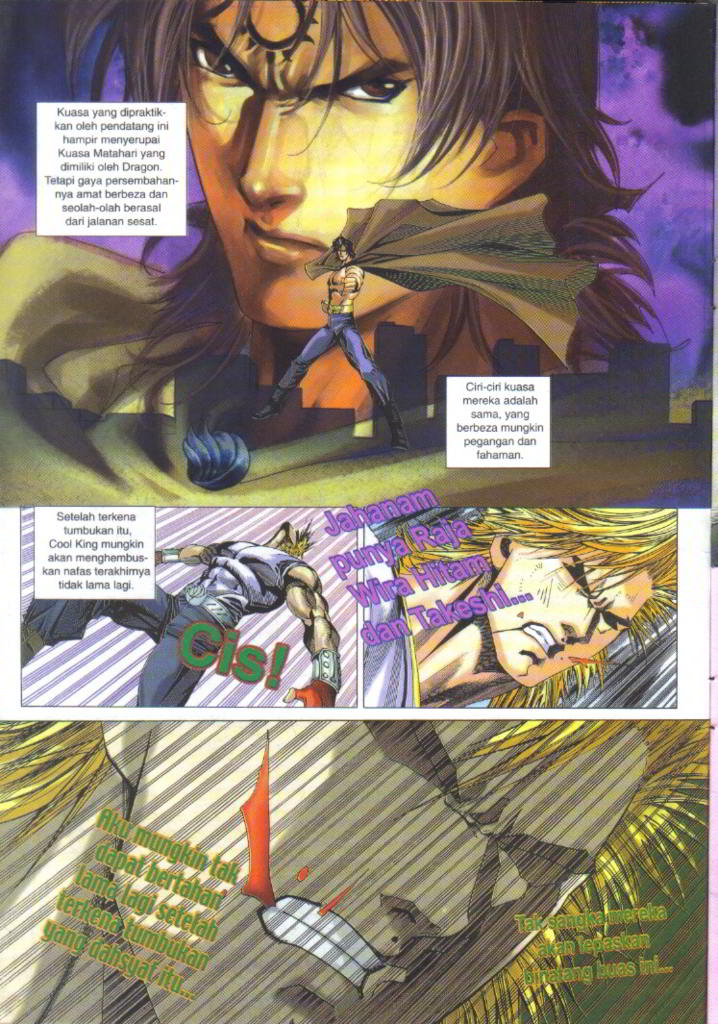 Kuasa yang dipraktik-
kan oleh pendatang ini
hampir menyerupai
Kuasa Matahari yang
dimiliki oleh Dragon.
Tetapi gaya persembahan-
nya amat berbeza dan
seolah-olah berasal
dari jalanan sesat.
Ciri-ciri kuasa
mereka adalah
sama, yang
berbeza mungkin
pegangan dan
fahaman.
Setelah terkena
tumbukan itu,
Cool King mungkin
akan menghembus-
kan nafas terakhirnya
tidak lama lagi.
Cis!
Jahanam
punya Raja
Wira Hitam
dan Takeshi...
Aku mungkin tak
dapat bertahan
lama lagi setelah
terkena tumbukan
yang dahsyat itu...
Tak sangka mereka
akan lepaskan
binatang buas ini...